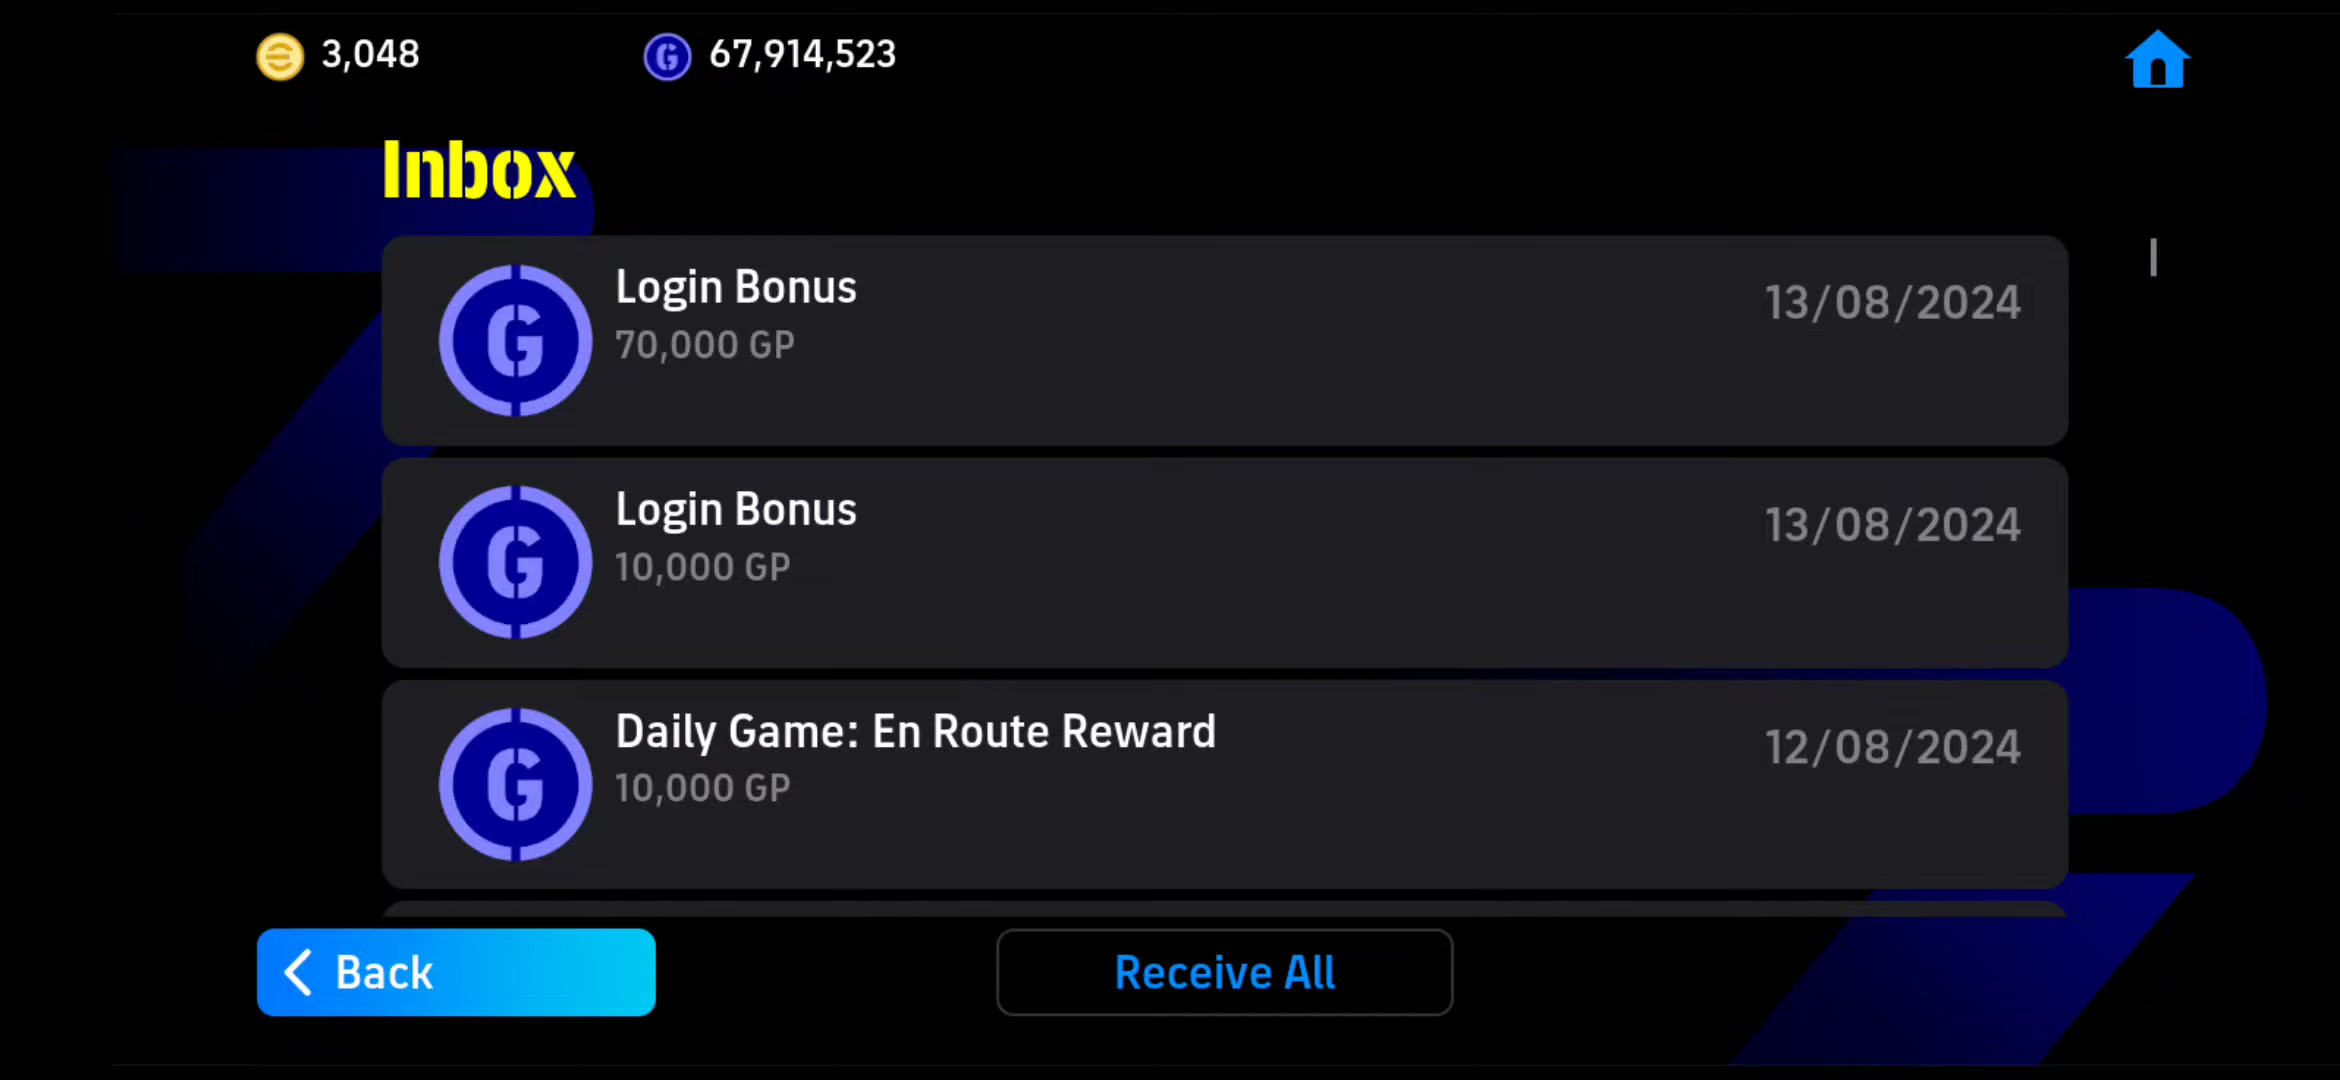 3,048
67,914,523
Inbox
Login Bonus
13/08/2024
70,000 GP
Login Bonus
13/08/2024
10,000 GP
Daily Game: En Route Reward
12/08/2024
10,000 GP
Back
Receive All